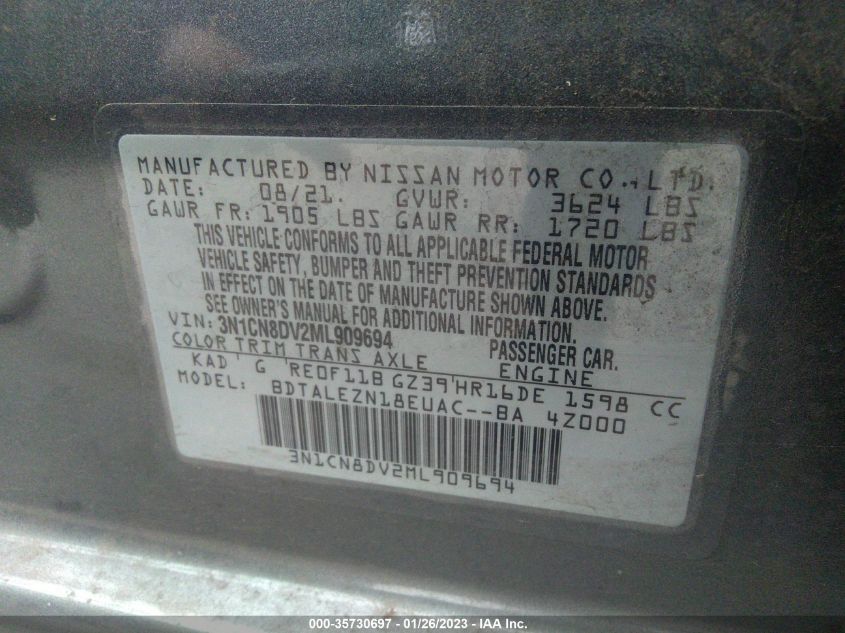 MANUFACTURED BY NISSAN MOTOR CO., LTD.
DATE: 08/21. GVWR: 3624 LBS
GAWR FR: 1905 LBS GAWR RR: 1720 LBS
THIS VEHICLE CONFORMS TO ALL APPLICABLE FEDERAL MOTOR
VEHICLE SAFETY, BUMPER AND THEFT PREVENTION STANDARDS
IN EFFECT ON THE DATE OF MANUFACTURE SHOWN ABOVE.
SEE OWNER'S MANUAL FOR ADDITIONAL INFORMATION.
VIN: 3N1CN8DV2ML909694 PASSENGER CAR.
COLOR TRIM TRANS AXLE ENGINE
KAD ' G ' RE0F11B GZ39'HR16DE 1598 CC
MODEL: BDTALEZN18EUAC--BA 4Z000
3N1CN8DV2ML909694
000-35730697 - 01/26/2023 - IAA Inc.